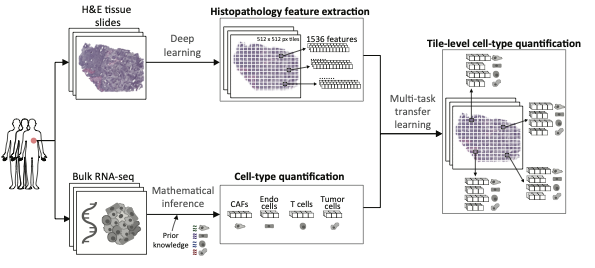 H&E tissue
slides
Deep
learning
Histopathology feature extraction
512 x 512 px tiles
1536 features
Bulk RNA-seq
Mathematical
inference
Prior
knowledge
Cell-type quantification
CAFs
Endo
cells
T cells
Tumor
cells
Multi-task
transfer
learning
Tile-level cell-type quantification